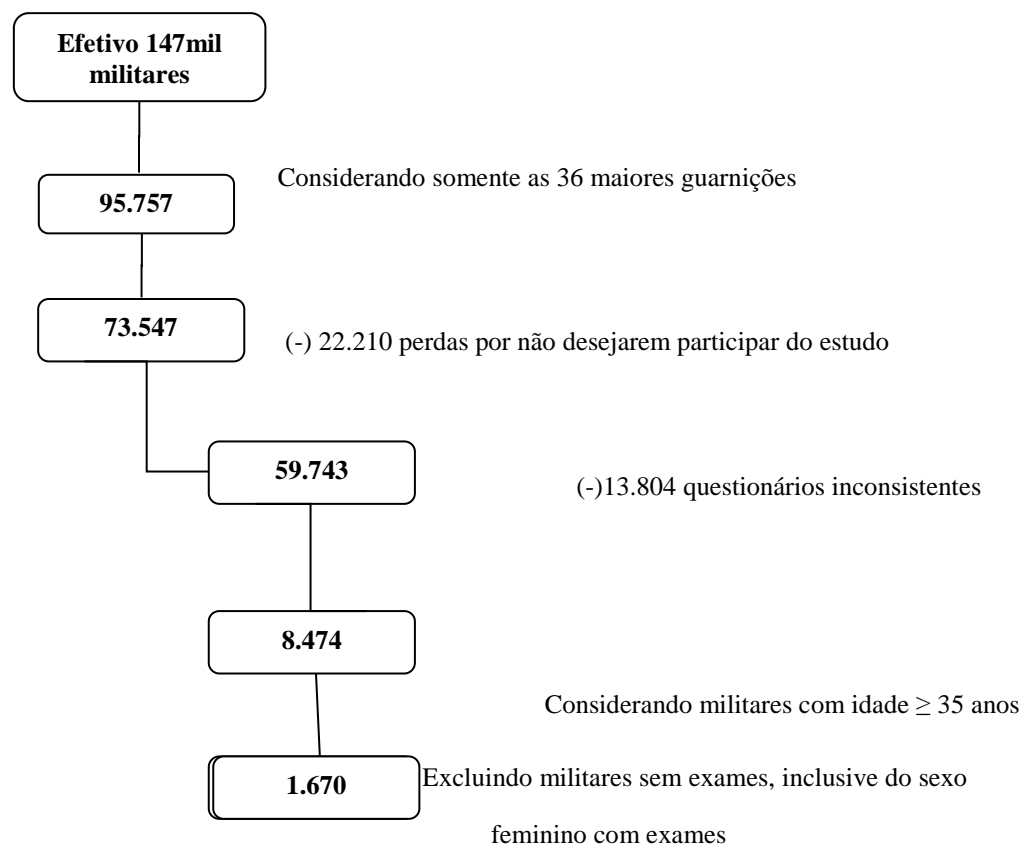 Efetivo 147mil
militares
Considerando somente as 36 maiores guarnições
95.757
73.547
(-) 22.210 perdas por não desejarem participar do estudo
59.743
(-)13.804 questionários inconsistentes
8.474
Considerando militares com idade ≥ 35 anos
1.670
Excluindo militares sem exames, inclusive do sexo
feminino com exames